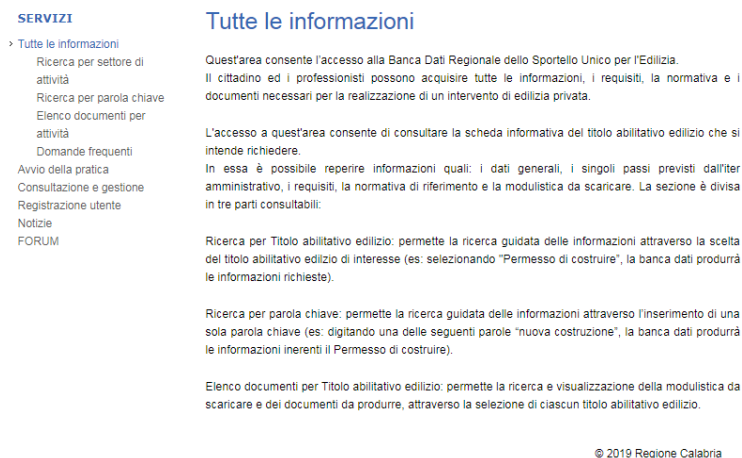 SERVIZI
Tutte le informazioni
Ricerca per settore di
attività
Ricerca per parola chiave
Elenco documenti per
attività
Domande frequenti
Avvio della pratica
Consultazione e gestione
Registrazione utente
Notizie
FORUM
Tutte le informazioni
Quest'area consente l'accesso alla Banca Dati Regionale dello Sportello Unico per l'Edilizia.
Il cittadino ed i professionisti possono acquisire tutte le informazioni, i requisiti, la normativa e i
documenti necessari per la realizzazione di un intervento di edilizia privata.
L'accesso a quest'area consente di consultare la scheda informativa del titolo abilitativo edilizio che si
intende richiedere.
In essa è possibile reperire informazioni quali: i dati generali, i singoli passi previsti dall'iter
amministrativo, i requisiti, la normativa di riferimento e la modulistica da scaricare. La sezione è divisa
in tre parti consultabili:
Ricerca per Titolo abilitativo edilizio: permette la ricerca guidata delle informazioni attraverso la scelta
del titolo abilitativo edilzio di interesse (es: selezionando "Permesso di costruire", la banca dati produrrà
le informazioni richieste).
Ricerca per parola chiave: permette la ricerca guidata delle informazioni attraverso l'inserimento di una
sola parola chiave (es: digitando una delle seguenti parole “nuova costruzione”, la banca dati produrrà
le informazioni inerenti il Permesso di costruire).
Elenco documenti per Titolo abilitativo edilizio: permette la ricerca e visualizzazione della modulistica da
scaricare e dei documenti da produrre, attraverso la selezione di ciascun titolo abilitativo edilizio.
© 2019 Regione Calabria